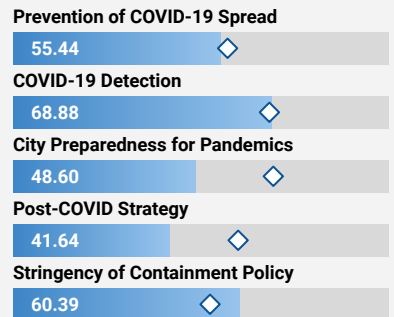 Prevention of COVID-19 Spread
55.44
COVID-19 Detection
68.88
City Preparedness for Pandemics
48.60
Post-COVID Strategy
41.64
Stringency of Containment Policy
60.39